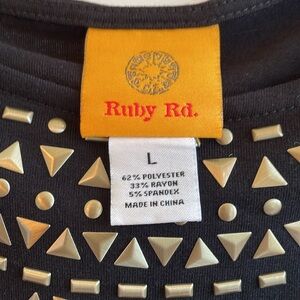 Ruby Rd.
L
62% POLYESTER
33% RAYON
5% SPANDEX
MADE IN CHINA